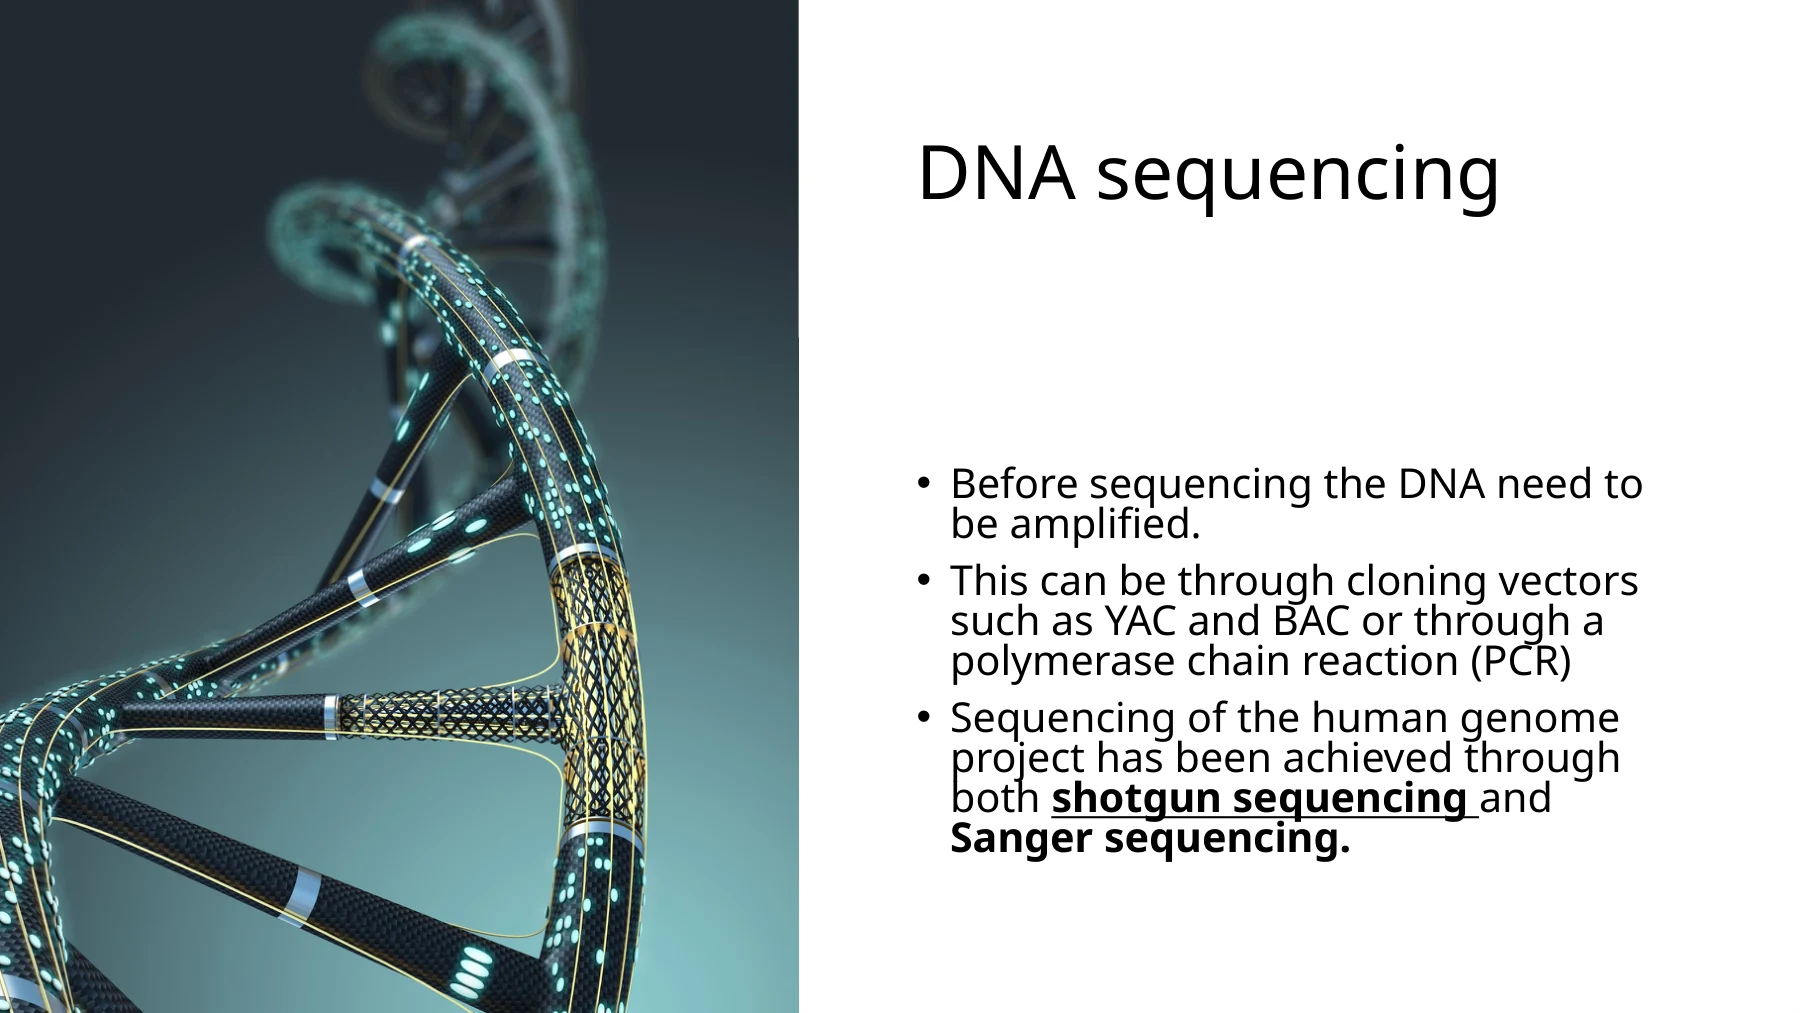 DNA sequencing
• Before sequencing the DNA need to
be amplified.
• This can be through cloning vectors
such as YAC and BAC or through a
polymerase chain reaction (PCR)
• Sequencing of the human genome
project has been achieved through
both shotgun sequencing and
Sanger sequencing.